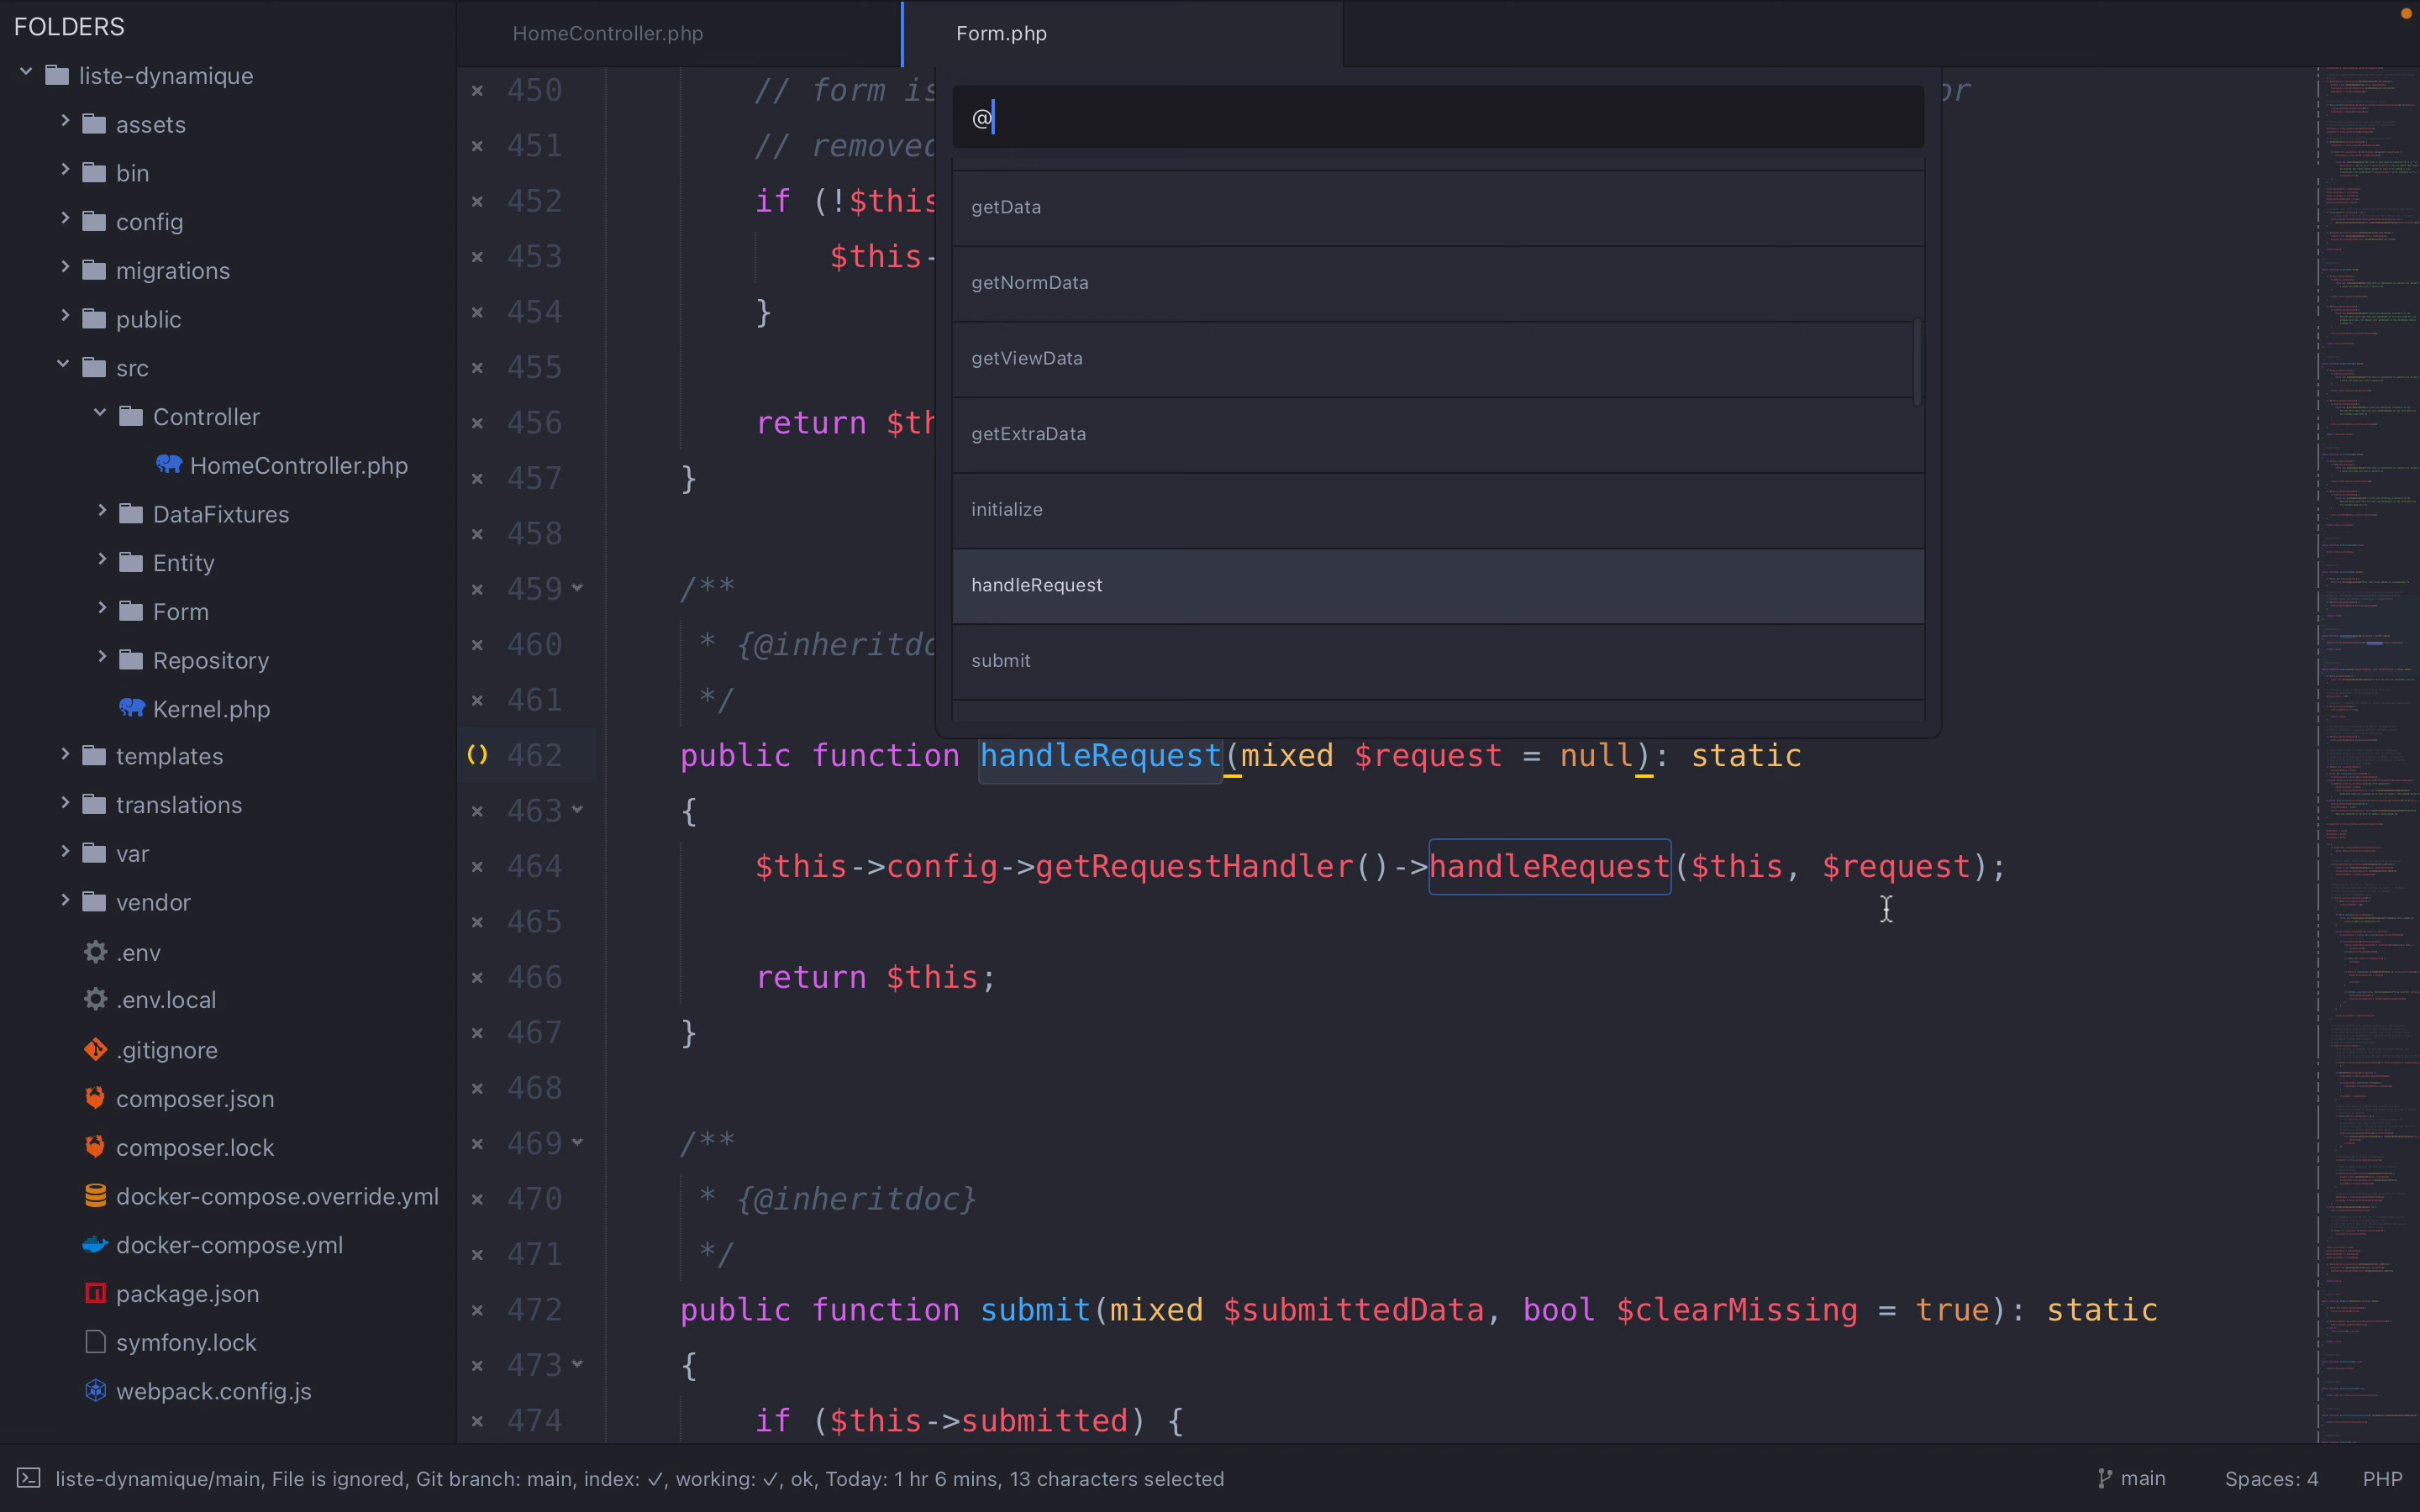 FOLDERS
liste-dynamique
assets
bin
config
migrations
public
src
Controller
HomeController.php
DataFixtures
Entity
Form
Repository
Kernel.php
templates
translations
var
vendor
.env
.env.local
.gitignore
composer.json
composer.lock
docker-compose.override.yml
docker-compose.yml
package.json
symfony.lock
webpack.config.js
HomeController.php
Form.php
@
getData
getNormData
getViewData
getExtraData
initialize
handleRequest
submit
450 // form is or
451 // removed
452 if (!$this
453 $this-
454 }
455
456 return $th
457 }
458
459 /**
460 * {@inheritdo
461 */
462 public function handleRequest(mixed $request = null): static
463 {
464 $this->config->getRequestHandler()->handleRequest($this, $request);
465
466 return $this;
467 }
468
469 /**
470 * {@inheritdoc}
471 */
472 public function submit(mixed $submittedData, bool $clearMissing = true): static
473 {
474 if ($this->submitted) {
liste-dynamique/main, File is ignored, Git branch: main, index: ✓, working: ✓, ok, Today: 1 hr 6 mins, 13 characters selected
main
Spaces: 4
PHP